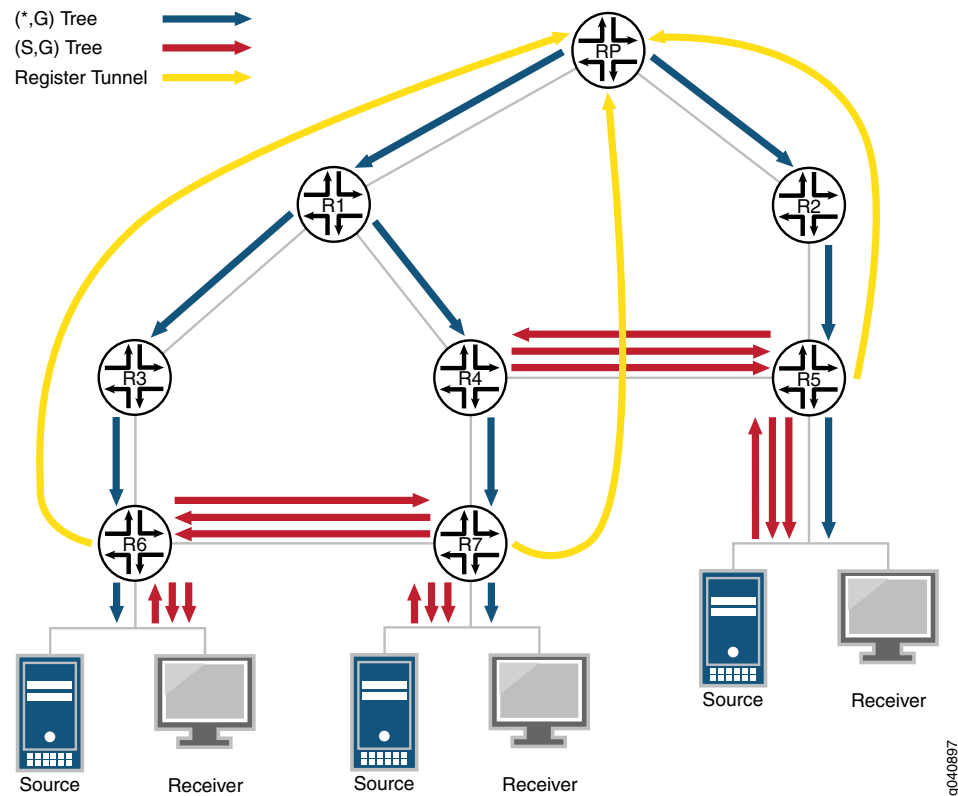 (*,G) Tree
(S,G) Tree
Register Tunnel
RP
R1
R2
R3
R4
R5
R6
R7
Source
Receiver
Source
Receiver
Source
Receiver
g040897